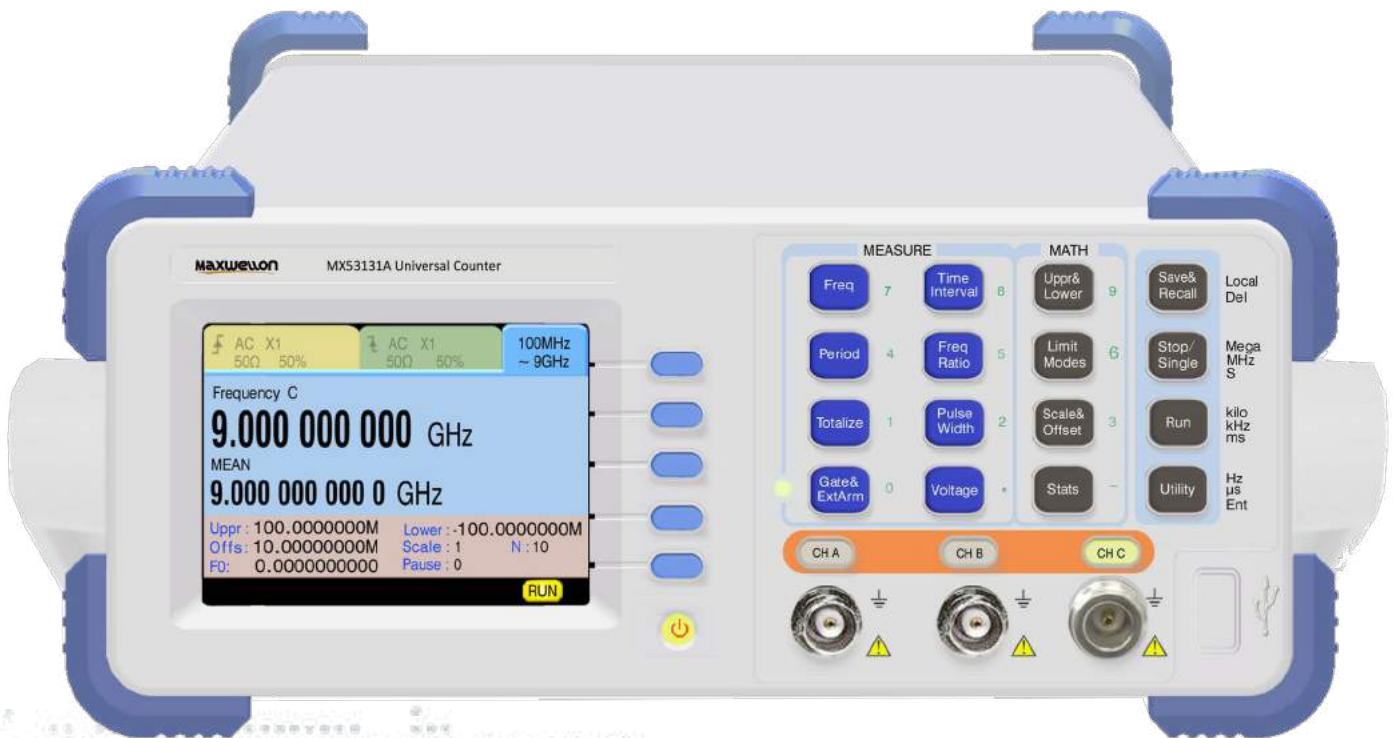 Maxwellon MX53131A Universal Counter
AC X1
50Ω 50%
AC X1
50Ω 50%
100MHz
~ 9GHz
Frequency C
9.000 000 000 GHz
MEAN
9.000 000 000 0 GHz
Uppr : 100.0000000M Lower : -100.0000000M
Offs : 10.00000000M Scale : 1 N : 10
F0: 0.0000000000 Pause : 0
RUN
MEASURE MATH
Freq 7 Time Interval 8 Uppr& Lower 9 Save& Recall Local Del
Period 4 Freq Ratio 5 Limit Modes 6 Stop/ Single Mega MHz S
Totalize 1 Pulse Width 2 Scale& Offset 3 Run kilo kHz ms
Gate& ExtArm 0 Voltage • Stats − Utility Hz µs Ent
CH A CH B CH C